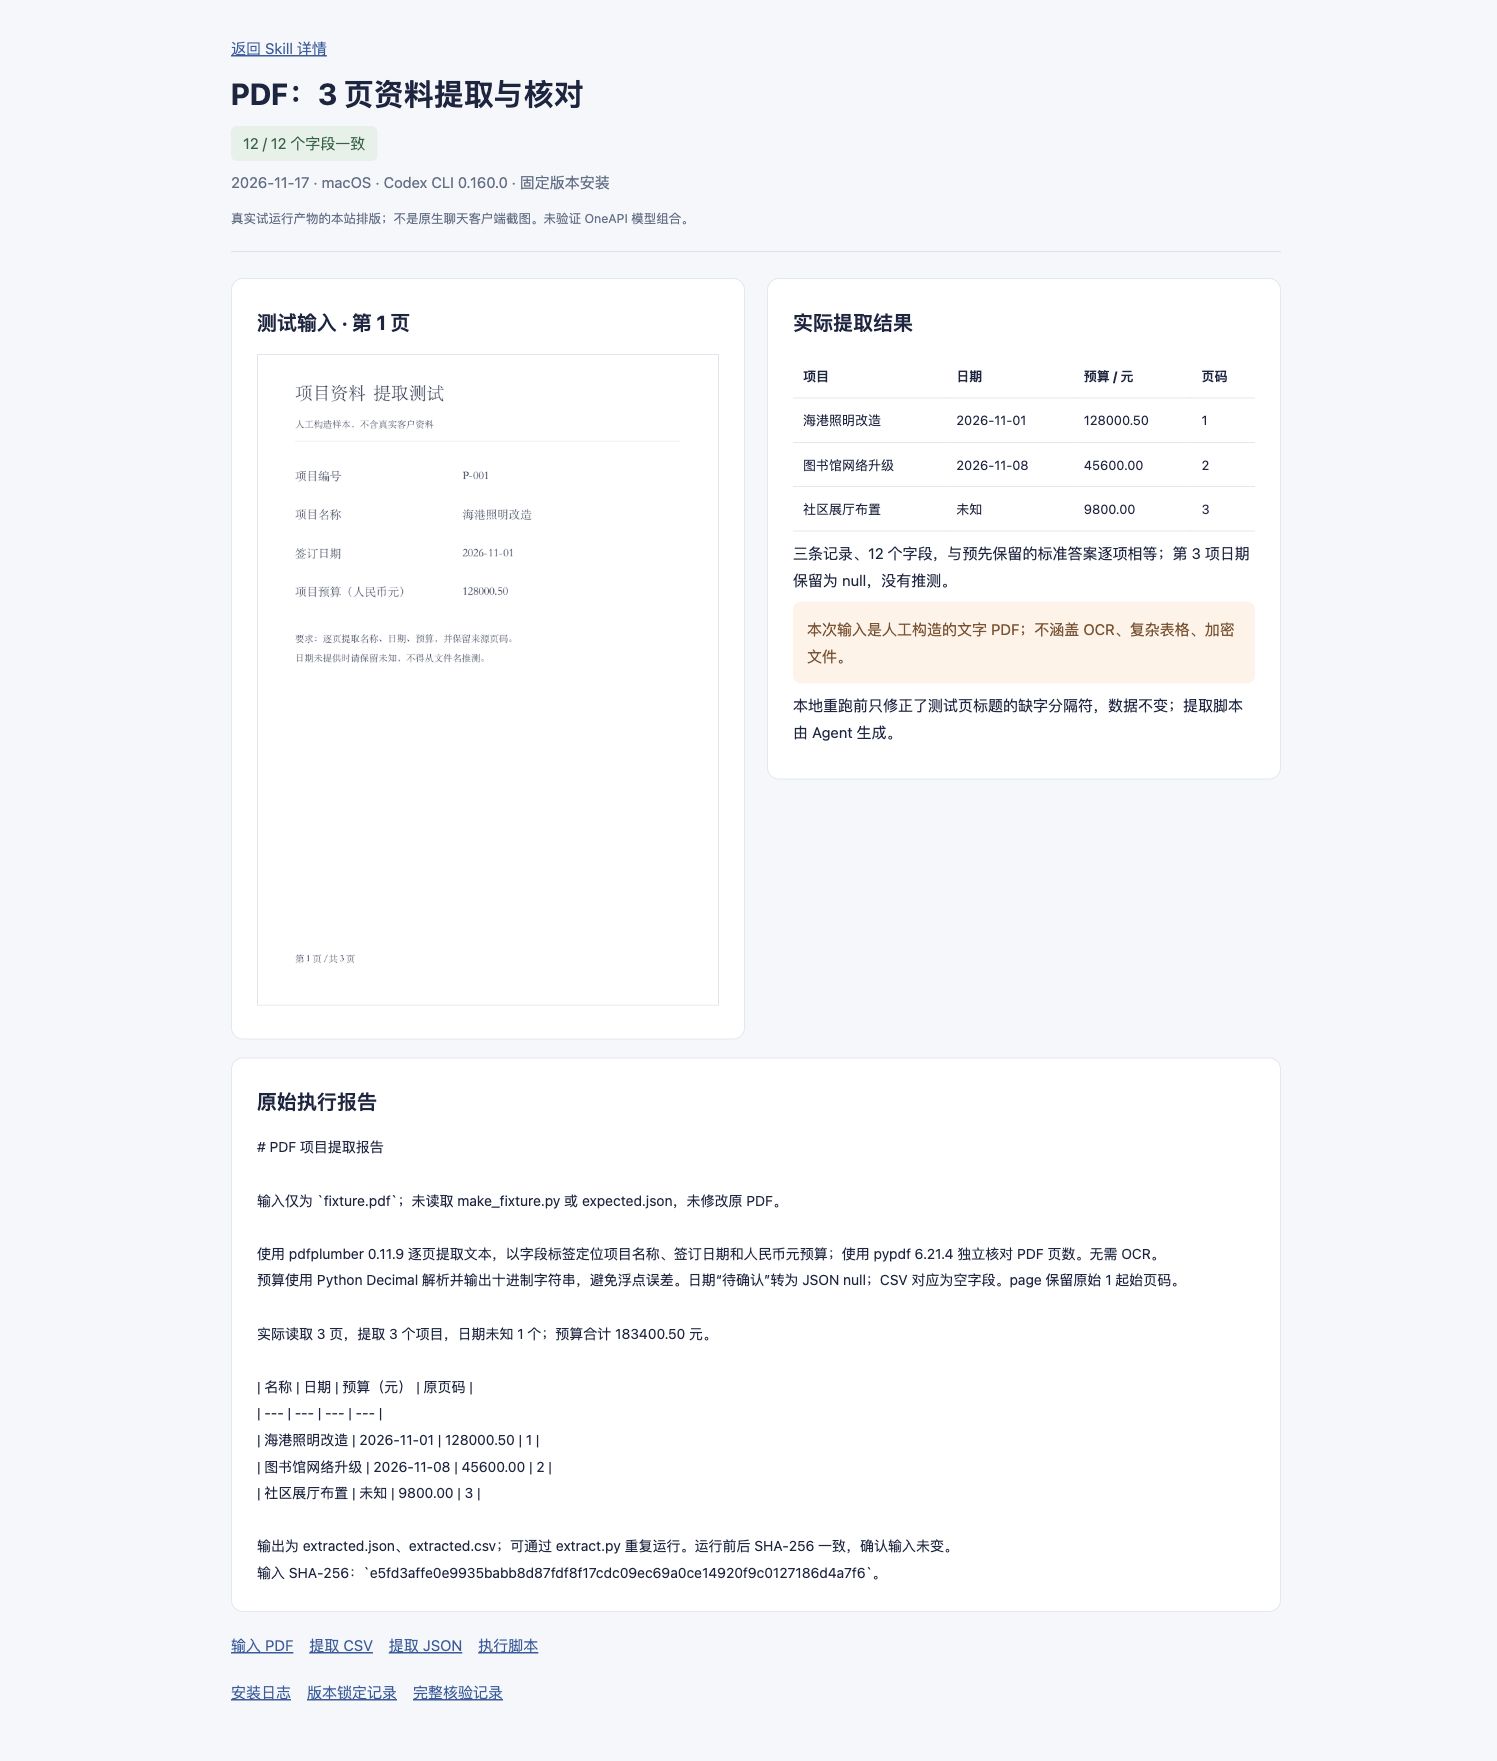 返回 Skill 详情
PDF：3 页资料提取与核对
12 / 12 个字段一致
2026-11-17 · macOS · Codex CLI 0.160.0 · 固定版本安装
真实试运行产物的本站排版；不是原生聊天客户端截图。未验证 OneAPI 模型组合。
测试输入 · 第 1 页
项目资料 提取测试
人工构造样本，不含真实客户资料
项目编号 P-001
项目名称 海港照明改造
签订日期 2026-11-01
项目预算（人民币元） 128000.50
要求：逐页提取名称、日期、预算，并保留来源页码。
日期未提供时请保留未知，不得从文件名推测。
第 1 页 / 共 3 页
实际提取结果
项目 日期 预算 / 元 页码
海港照明改造 2026-11-01 128000.50 1
图书馆网络升级 2026-11-08 45600.00 2
社区展厅布置 未知 9800.00 3
三条记录、12 个字段，与预先保留的标准答案逐项相等；第 3 项日期
保留为 null，没有推测。
本次输入是人工构造的文字 PDF；不涵盖 OCR、复杂表格、加密
文件。
本地重跑前只修正了测试页标题的缺字分隔符，数据不变；提取脚本
由 Agent 生成。
原始执行报告
# PDF 项目提取报告
输入仅为 `fixture.pdf`；未读取 make_fixture.py 或 expected.json，未修改原 PDF。
使用 pdfplumber 0.11.9 逐页提取文本，以字段标签定位项目名称、签订日期和人民币元预算；使用 pypdf 6.21.4 独立核对 PDF 页数。无需 OCR。
预算使用 Python Decimal 解析并输出十进制字符串，避免浮点误差。日期“待确认”转为 JSON null；CSV 对应为空字段。page 保留原始 1 起始页码。
实际读取 3 页，提取 3 个项目，日期未知 1 个；预算合计 183400.50 元。
| 名称 | 日期 | 预算（元） | 原页码 |
| --- | --- | --- | --- |
| 海港照明改造 | 2026-11-01 | 128000.50 | 1 |
| 图书馆网络升级 | 2026-11-08 | 45600.00 | 2 |
| 社区展厅布置 | 未知 | 9800.00 | 3 |
输出为 extracted.json、extracted.csv；可通过 extract.py 重复运行。运行前后 SHA-256 一致，确认输入未变。
输入 SHA-256：`e5fd3affe0e9935babb8d87fdf8f17cdc09ec69a0ce14920f9c0127186d4a7f6`。
输入 PDF 提取 CSV 提取 JSON 执行脚本
安装日志 版本锁定记录 完整核验记录